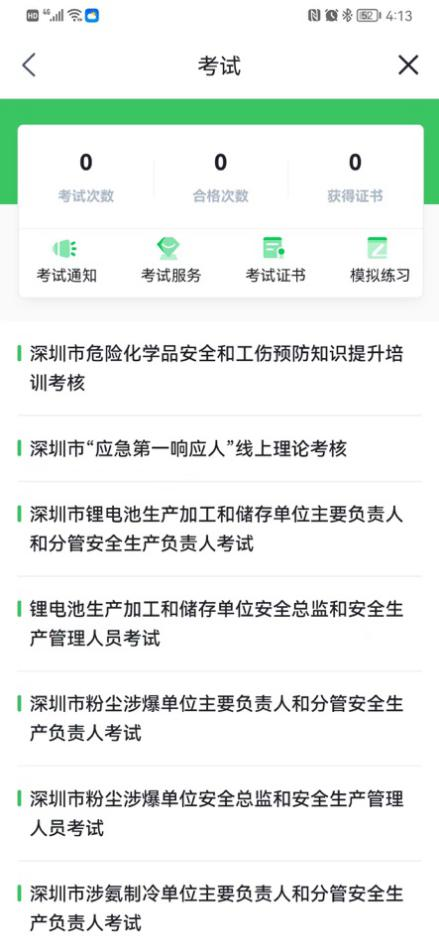 HD 4G 52 4:13
考试
0 0 0
考试次数 合格次数 获得证书
考试通知 考试服务 考试证书 模拟练习
深圳市危险化学品安全和工伤预防知识提升培
训考核
深圳市“应急第一响应人”线上理论考核
深圳市锂电池生产加工和储存单位主要负责人
和分管安全生产负责人考试
锂电池生产加工和储存单位安全总监和安全生
产管理人员考试
深圳市粉尘涉爆单位主要负责人和分管安全生
产负责人考试
深圳市粉尘涉爆单位安全总监和安全生产管理
人员考试
深圳市涉氨制冷单位主要负责人和分管安全生
产负责人考试